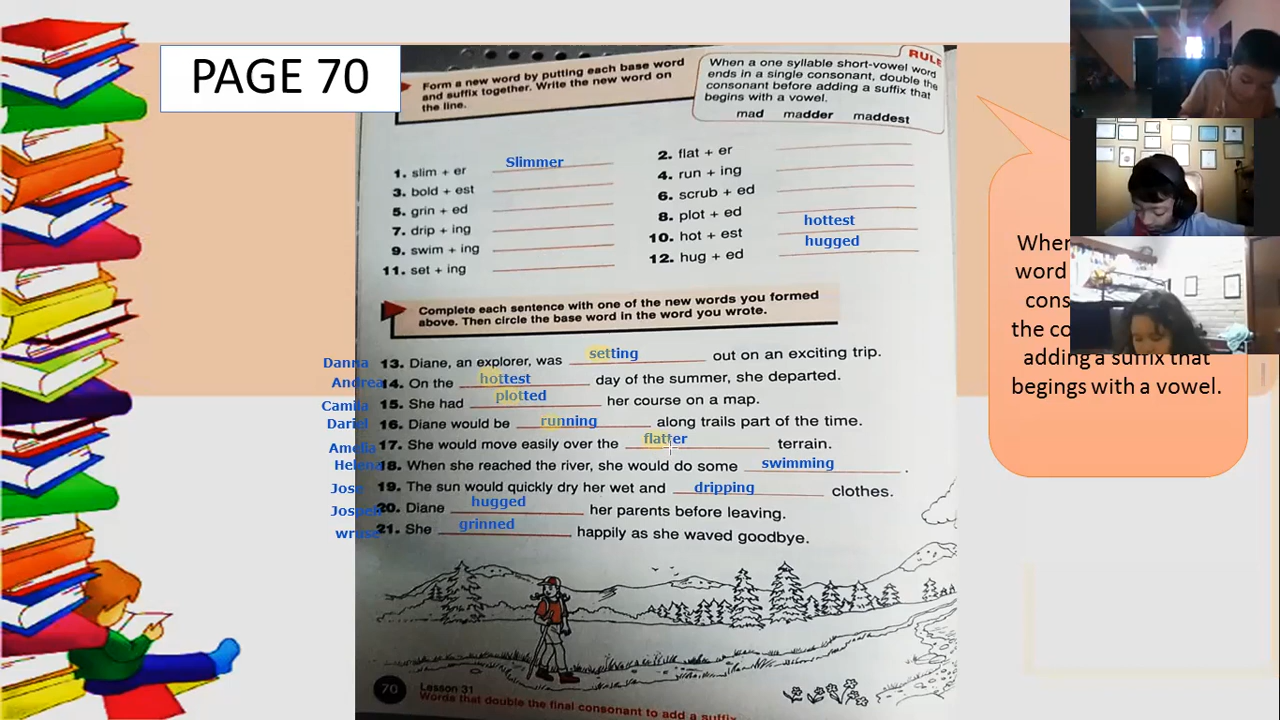 PAGE 70
Form a new word by putting each base word
and suffix together. Write the new word on
the line.
RULE
When a one syllable short-vowel word
ends in a single consonant, double the
consonant before adding a suffix that
begins with a vowel.
mad madder maddest
1. slim + er Slimmer
2. flat + er
3. bold + est
4. run + ing
5. grin + ed
6. scrub + ed
7. drip + ing
8. plot + ed
9. swim + ing
10. hot + est hottest
11. set + ing
12. hug + ed hugged
Complete each sentence with one of the new words you formed
above. Then circle the base word in the word you wrote.
Danna 13. Diane, an explorer, was setting out on an exciting trip.
Andrea 14. On the hottest day of the summer, she departed.
Camila 15. She had plotted her course on a map.
Dariel 16. Diane would be running along trails part of the time.
Amelia 17. She would move easily over the flatter terrain.
Helena 18. When she reached the river, she would do some swimming.
Jose 19. The sun would quickly dry her wet and dripping clothes.
20. Diane hugged her parents before leaving.
21. She grinned happily as she waved goodbye.
70 Lesson 31
Words that double the final consonant to add a suffix
word
cons
the co
adding a suffix that
begings with a vowel.